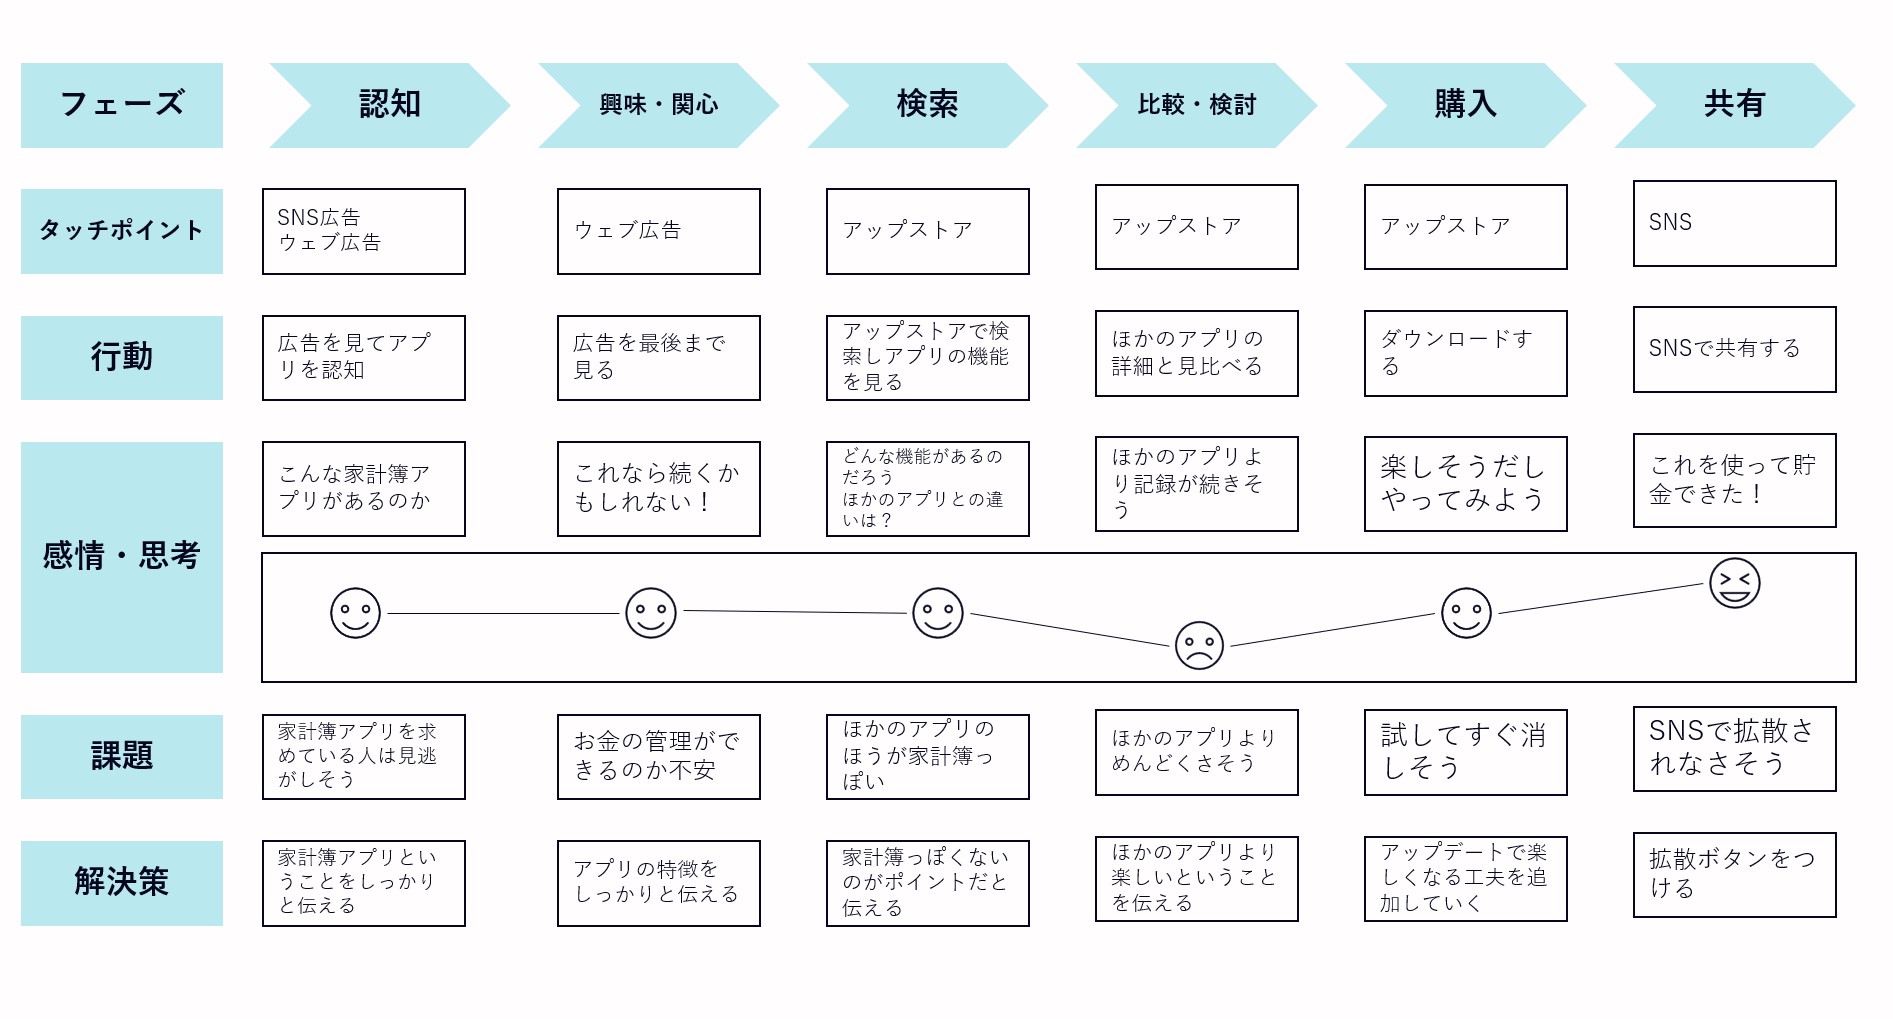 フェーズ
認知
興味・関心
検索
比較・検討
購入
共有
タッチポイント
SNS広告
ウェブ広告
ウェブ広告
アップストア
アップストア
アップストア
SNS
行動
広告を見てアプ
リを認知
広告を最後まで
見る
アップストアで検
索しアプリの機能
を見る
ほかのアプリの
詳細と見比べる
ダウンロードす
る
SNSで共有する
感情・思考
こんな家計簿ア
プリがあるのか
これなら続くか
もしれない！
どんな機能があるの
だろう
ほかのアプリとの違
いは？
ほかのアプリよ
り記録が続きそ
う
楽しそうだし
やってみよう
これを使って貯
金できた！
課題
家計簿アプリを求
めている人は見逃
がしそう
お金の管理がで
きるのか不安
ほかのアプリの
ほうが家計簿っ
ぽい
ほかのアプリより
めんどくさそう
試してすぐ消
しそう
SNSで拡散さ
れなさそう
解決策
家計簿アプリとい
うことをしっかり
と伝える
アプリの特徴を
しっかりと伝える
家計簿っぽくない
のがポイントだと
伝える
ほかのアプリより
楽しいということ
を伝える
アップデートで楽
しくなる工夫を追
加していく
拡散ボタンをつ
ける